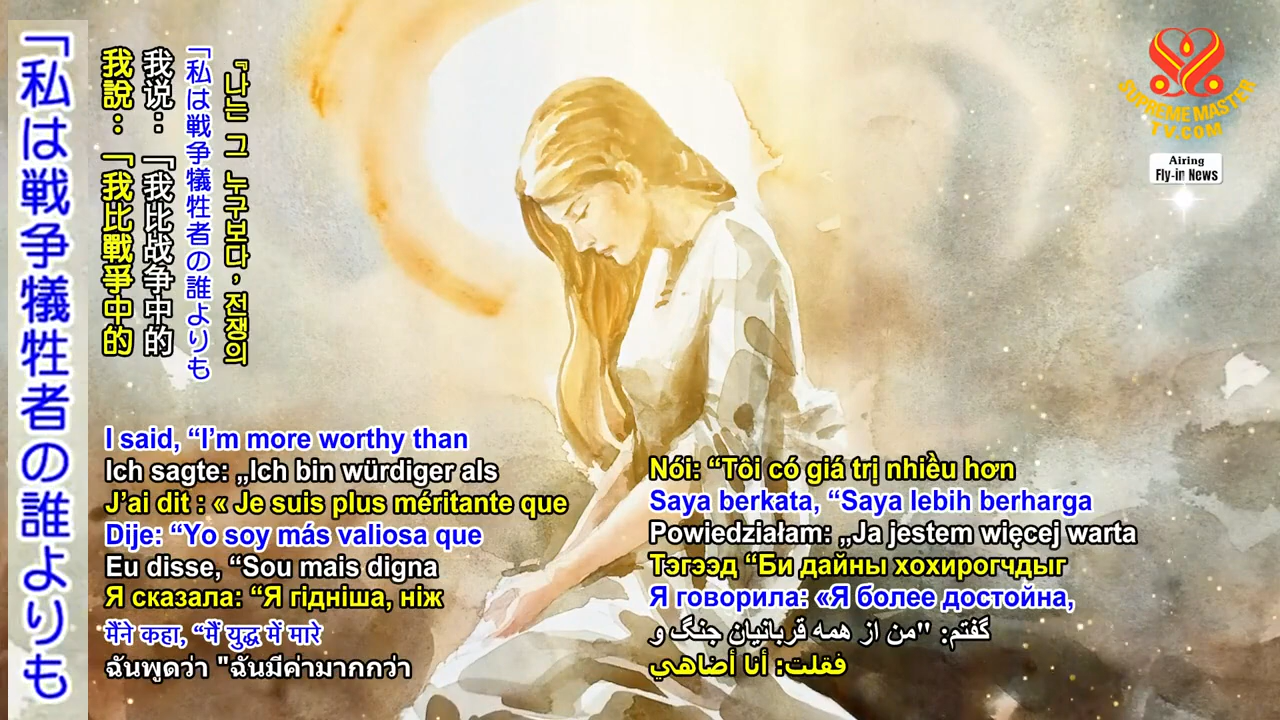 「私は戦争犠牲者の誰よりも
我說：「我比戰爭中的
我说：「我比战争中的
「私は戦争犠牲者の誰よりも
『나는 그 누구보다, 전쟁의
SUPREME MASTER
TV.COM
Airing
Fly-in News
I said, “I’m more worthy than
Ich sagte: „Ich bin würdiger als
J’ai dit : « Je suis plus méritante que
Dije: “Yo soy más valiosa que
Eu disse, “Sou mais digna
Я сказала: “Я гідніша, ніж
मैंने कहा, “मैं युद्ध में मारे
ฉันพูดว่า "ฉันมีค่ามากกว่า
Nói: “Tôi có giá trị nhiều hơn
Saya berkata, “Saya lebih berharga
Powiedziałam: „Ja jestem więcej warta
Тэгээд “Би дайны хохирогчдыг
Я говорила: «Я более достойна,
گفتم: "من از همه قربانیان جنگ و
فقلت: أنا أضاهي